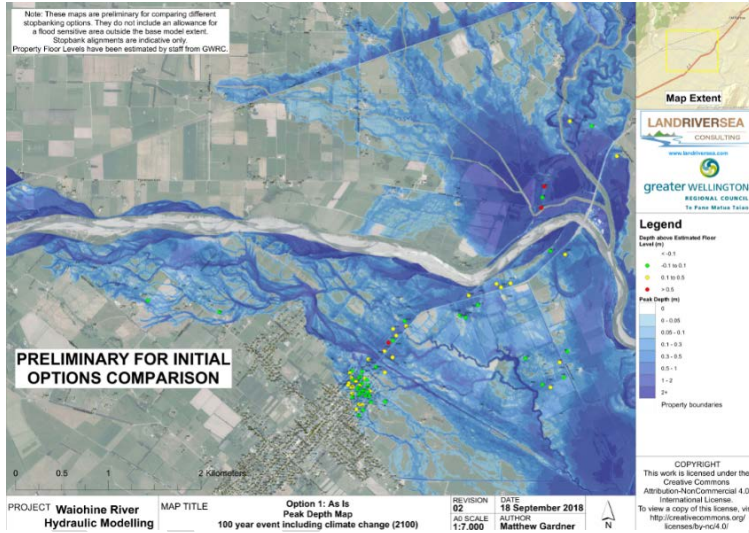 Note: These maps are preliminary for comparing different
stopbanking options. They do not include an allowance for
a flood sensitive area outside the base model extent.
Stopbank alignments are indicative only.
Property Floor Levels have been estimated by staff from GWRC.
Map Extent
LANDRIVERSEA
CONSULTING
www.landriversea.com
greater WELLINGTON
REGIONAL COUNCIL
Te Pane Matua Taiao
Legend
Depth above Estimated Floor
Level (m)
< -0.1
-0.1 to 0.1
0.1 to 0.5
> 0.5
Peak Depth (m)
0
0 - 0.05
0.05 - 0.1
0.1 - 0.3
0.3 - 0.5
0.5 - 1
1 - 2
2+
Property boundaries
PRELIMINARY FOR INITIAL
OPTIONS COMPARISON
0 0.5 1 2 Kilometers
COPYRIGHT
This work is licensed under the
Creative Commons
Attribution-NonCommercial 4.0
International License.
To view a copy of this license, vis
http://creativecommons.org/
licenses/by-nc/4.0/
PROJECT Waiohine River
Hydraulic Modelling
MAP TITLE
Option 1: As Is
Peak Depth Map
100 year event including climate change (2100)
REVISION
02
A0 SCALE
1:7,000
DATE
18 September 2018
AUTHOR
Matthew Gardner
N